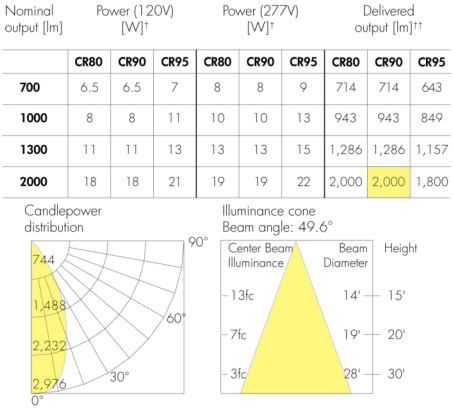 Nominal output [lm] Power (120V) [W]† Power (277V) [W]† Delivered output [lm]††
CR80 CR90 CR95 CR80 CR90 CR95 CR80 CR90 CR95
700 6.5 6.5 7 8 8 9 714 714 643
1000 8 8 11 10 10 13 943 943 849
1300 11 11 13 13 13 15 1,286 1,286 1,157
2000 18 18 21 19 19 22 2,000 2,000 1,800
Candlepower
distribution
90°
744
1,488
60°
2,232
30°
2,976
0°
Illuminance cone
Beam angle: 49.6°
Center Beam Illuminance Beam Diameter Height
13fc 14' 15'
7fc 19' 20'
3fc 28' 30'